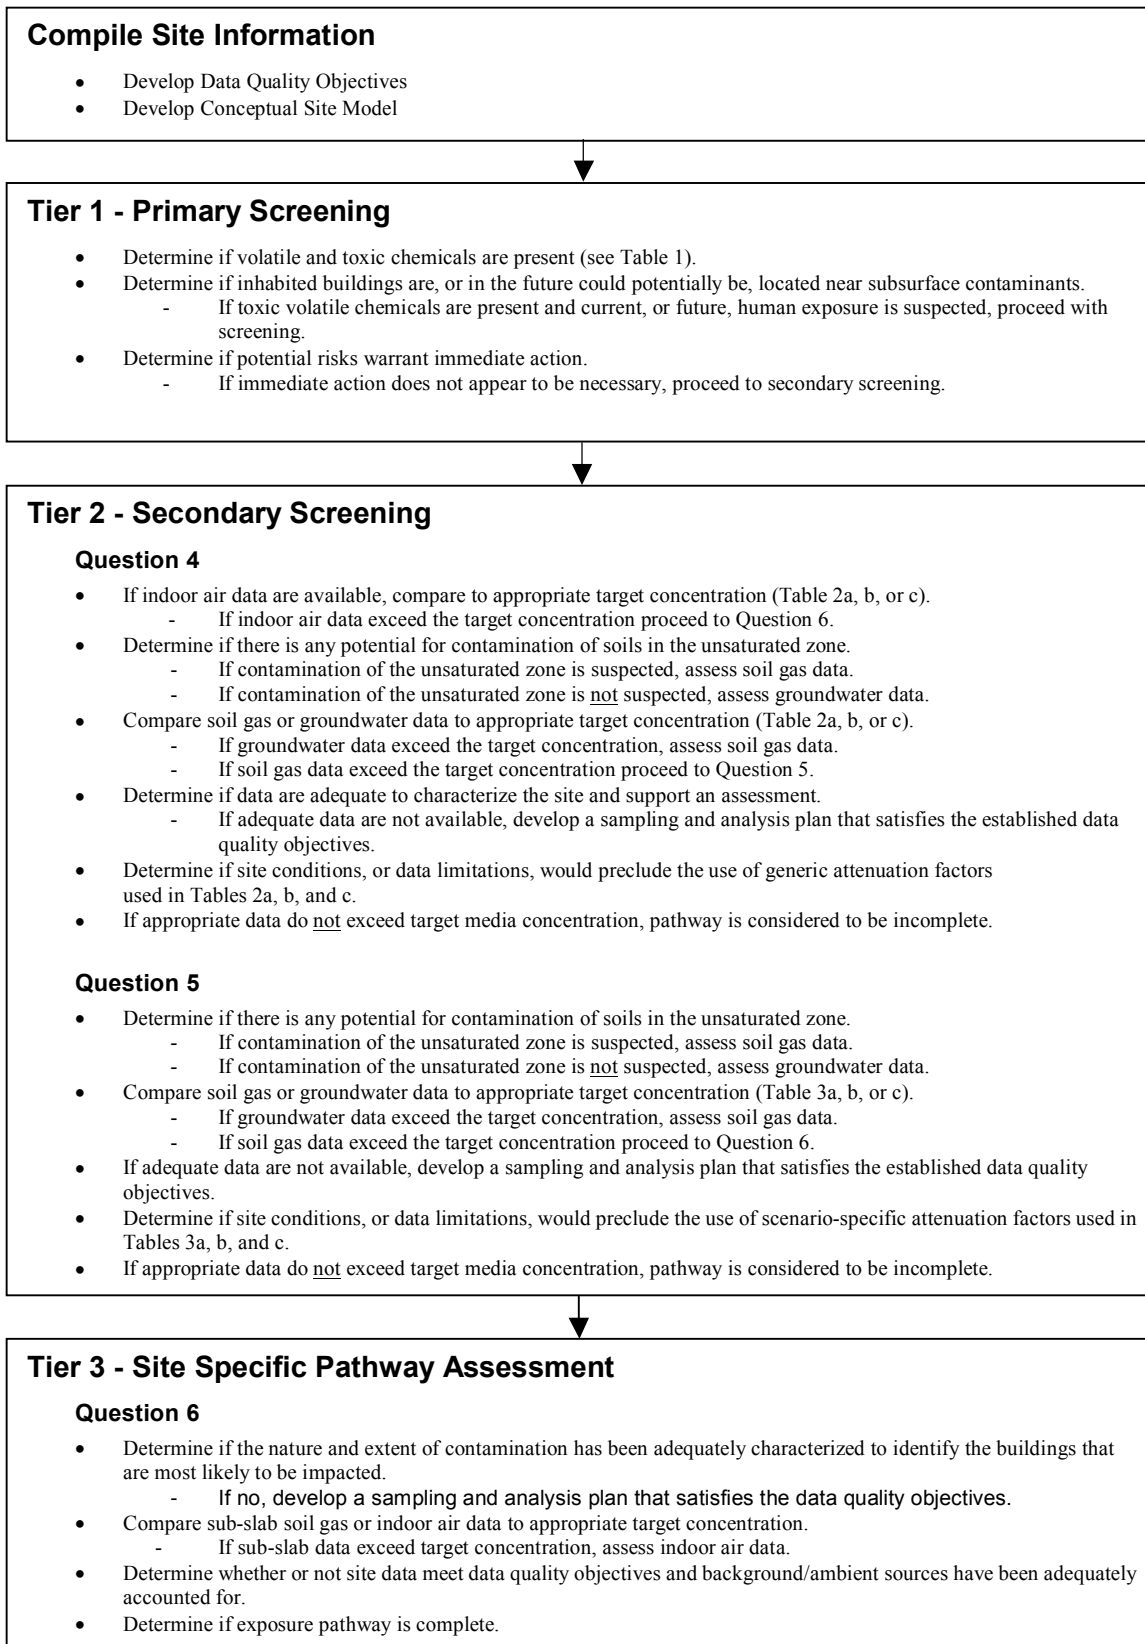 Compile Site Information
• Develop Data Quality Objectives
• Develop Conceptual Site Model
Tier 1 - Primary Screening
• Determine if volatile and toxic chemicals are present (see Table 1).
• Determine if inhabited buildings are, or in the future could potentially be, located near subsurface contaminants.
- If toxic volatile chemicals are present and current, or future, human exposure is suspected, proceed with
screening.
• Determine if potential risks warrant immediate action.
- If immediate action does not appear to be necessary, proceed to secondary screening.
Tier 2 - Secondary Screening
Question 4
• If indoor air data are available, compare to appropriate target concentration (Table 2a, b, or c).
- If indoor air data exceed the target concentration proceed to Question 6.
• Determine if there is any potential for contamination of soils in the unsaturated zone.
- If contamination of the unsaturated zone is suspected, assess soil gas data.
- If contamination of the unsaturated zone is not suspected, assess groundwater data.
• Compare soil gas or groundwater data to appropriate target concentration (Table 2a, b, or c).
- If groundwater data exceed the target concentration, assess soil gas data.
- If soil gas data exceed the target concentration proceed to Question 5.
• Determine if data are adequate to characterize the site and support an assessment.
- If adequate data are not available, develop a sampling and analysis plan that satisfies the established data
quality objectives.
• Determine if site conditions, or data limitations, would preclude the use of generic attenuation factors
used in Tables 2a, b, and c.
• If appropriate data do not exceed target media concentration, pathway is considered to be incomplete.
Question 5
• Determine if there is any potential for contamination of soils in the unsaturated zone.
- If contamination of the unsaturated zone is suspected, assess soil gas data.
- If contamination of the unsaturated zone is not suspected, assess groundwater data.
• Compare soil gas or groundwater data to appropriate target concentration (Table 3a, b, or c).
- If groundwater data exceed the target concentration, assess soil gas data.
- If soil gas data exceed the target concentration proceed to Question 6.
• If adequate data are not available, develop a sampling and analysis plan that satisfies the established data quality
objectives.
• Determine if site conditions, or data limitations, would preclude the use of scenario-specific attenuation factors used in
Tables 3a, b, and c.
• If appropriate data do not exceed target media concentration, pathway is considered to be incomplete.
Tier 3 - Site Specific Pathway Assessment
Question 6
• Determine if the nature and extent of contamination has been adequately characterized to identify the buildings that
are most likely to be impacted.
- If no, develop a sampling and analysis plan that satisfies the data quality objectives.
• Compare sub-slab soil gas or indoor air data to appropriate target concentration.
- If sub-slab data exceed target concentration, assess indoor air data.
• Determine whether or not site data meet data quality objectives and background/ambient sources have been adequately
accounted for.
• Determine if exposure pathway is complete.